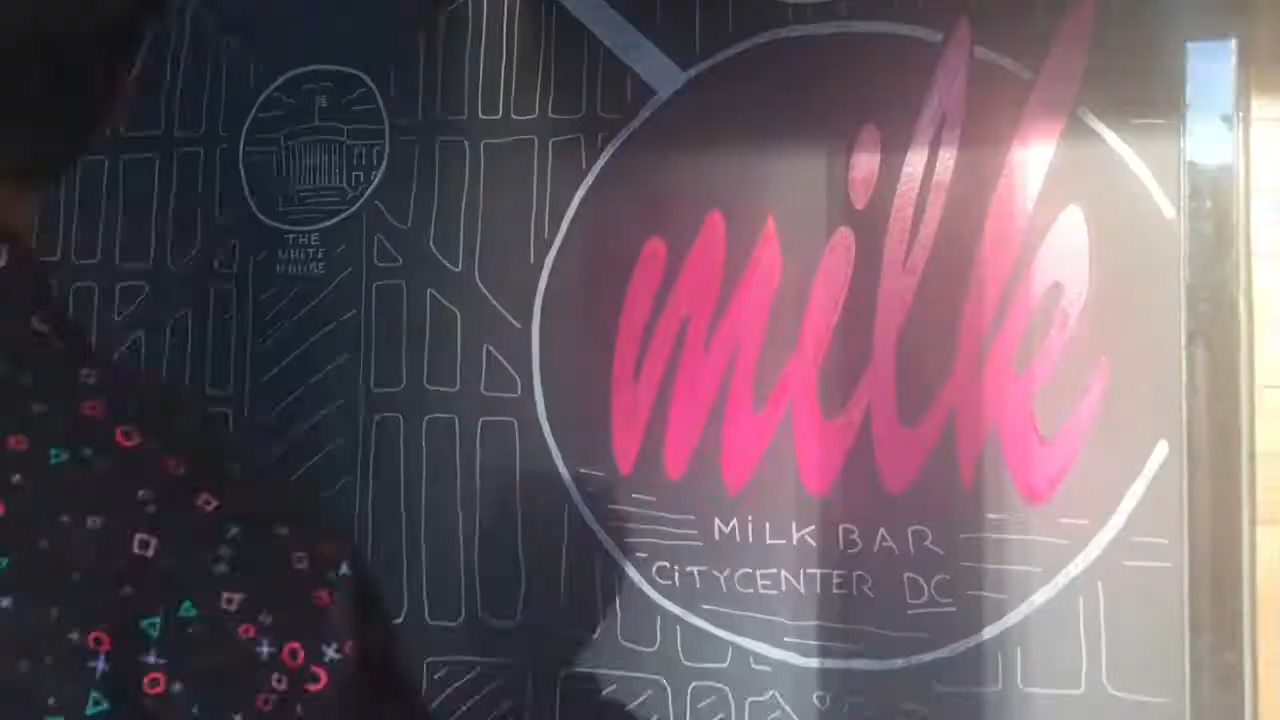 milk
THE
WHITE
HOUSE
MiLK BAR
CiTYCENTER DC